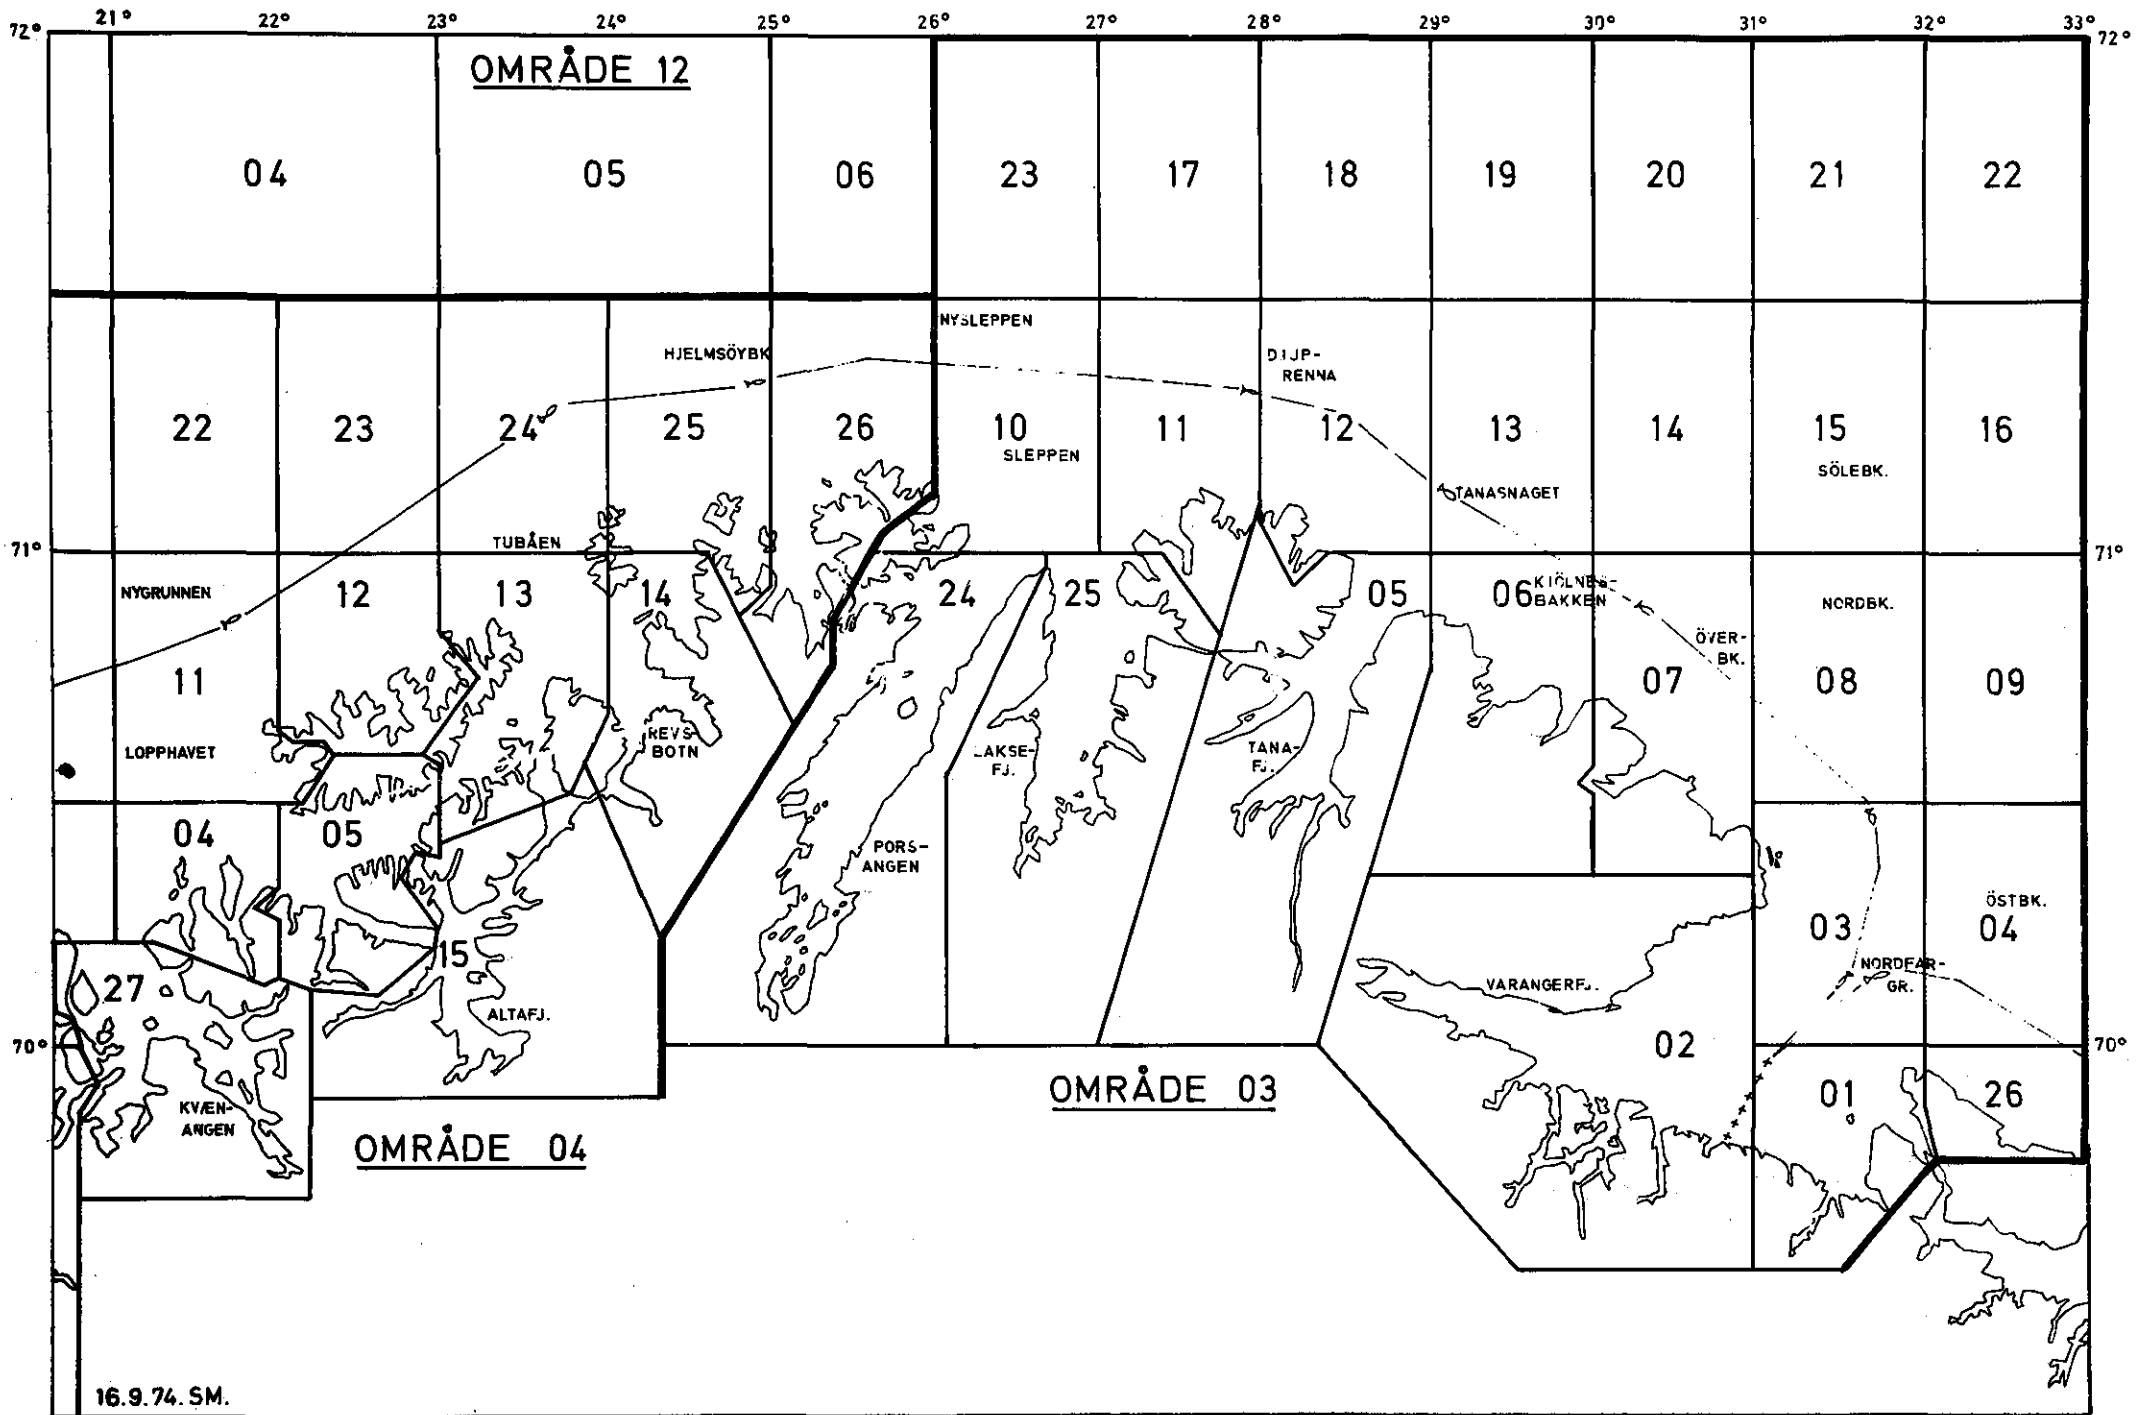 21° 22° 23° 24° 25° 26° 27° 28° 29° 30° 31° 32° 33°
72° 72°
OMRÅDE 12
04 05 06 23 17 18 19 20 21 22
NYSLEPPEN
HJELMSÖYBK
DJUP-
RENNA
22 23 24 25 26 10 11 12 13 14 15 16
SLEPPEN
SÖLEBK.
TANASNAGET
TUBÅEN
71° 71°
NYGRUNNEN
12 13 14 24 25 05 06
KJÖLNES-
BAKKEN
NORDBK.
ÖVER-
BK.
11 07 08 09
LOPPHAVET
REVS-
BOTN
LAKSE-
FJ.
TANA-
FJ.
04 05
PORS-
ANGEN
ÖSTBK.
03 04
15
NORDFAR-
GR.
27
VARANGERFJ.
ALTAFJ.
70° 70°
02
OMRÅDE 03
01 26
KVÆN-
ANGEN
OMRÅDE 04
16.9.74. SM.